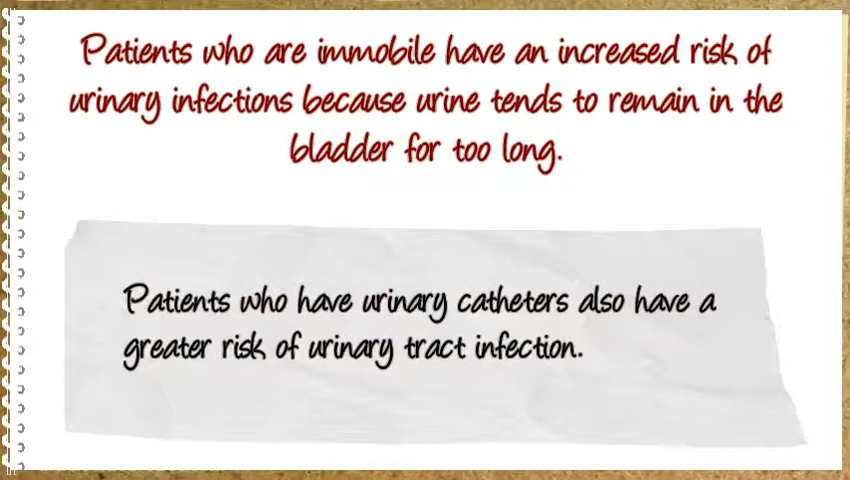 Patients who are immobile have an increased risk of
urinary infections because urine tends to remain in the
bladder for too long.
Patients who have urinary catheters also have a
greater risk of urinary tract infection.